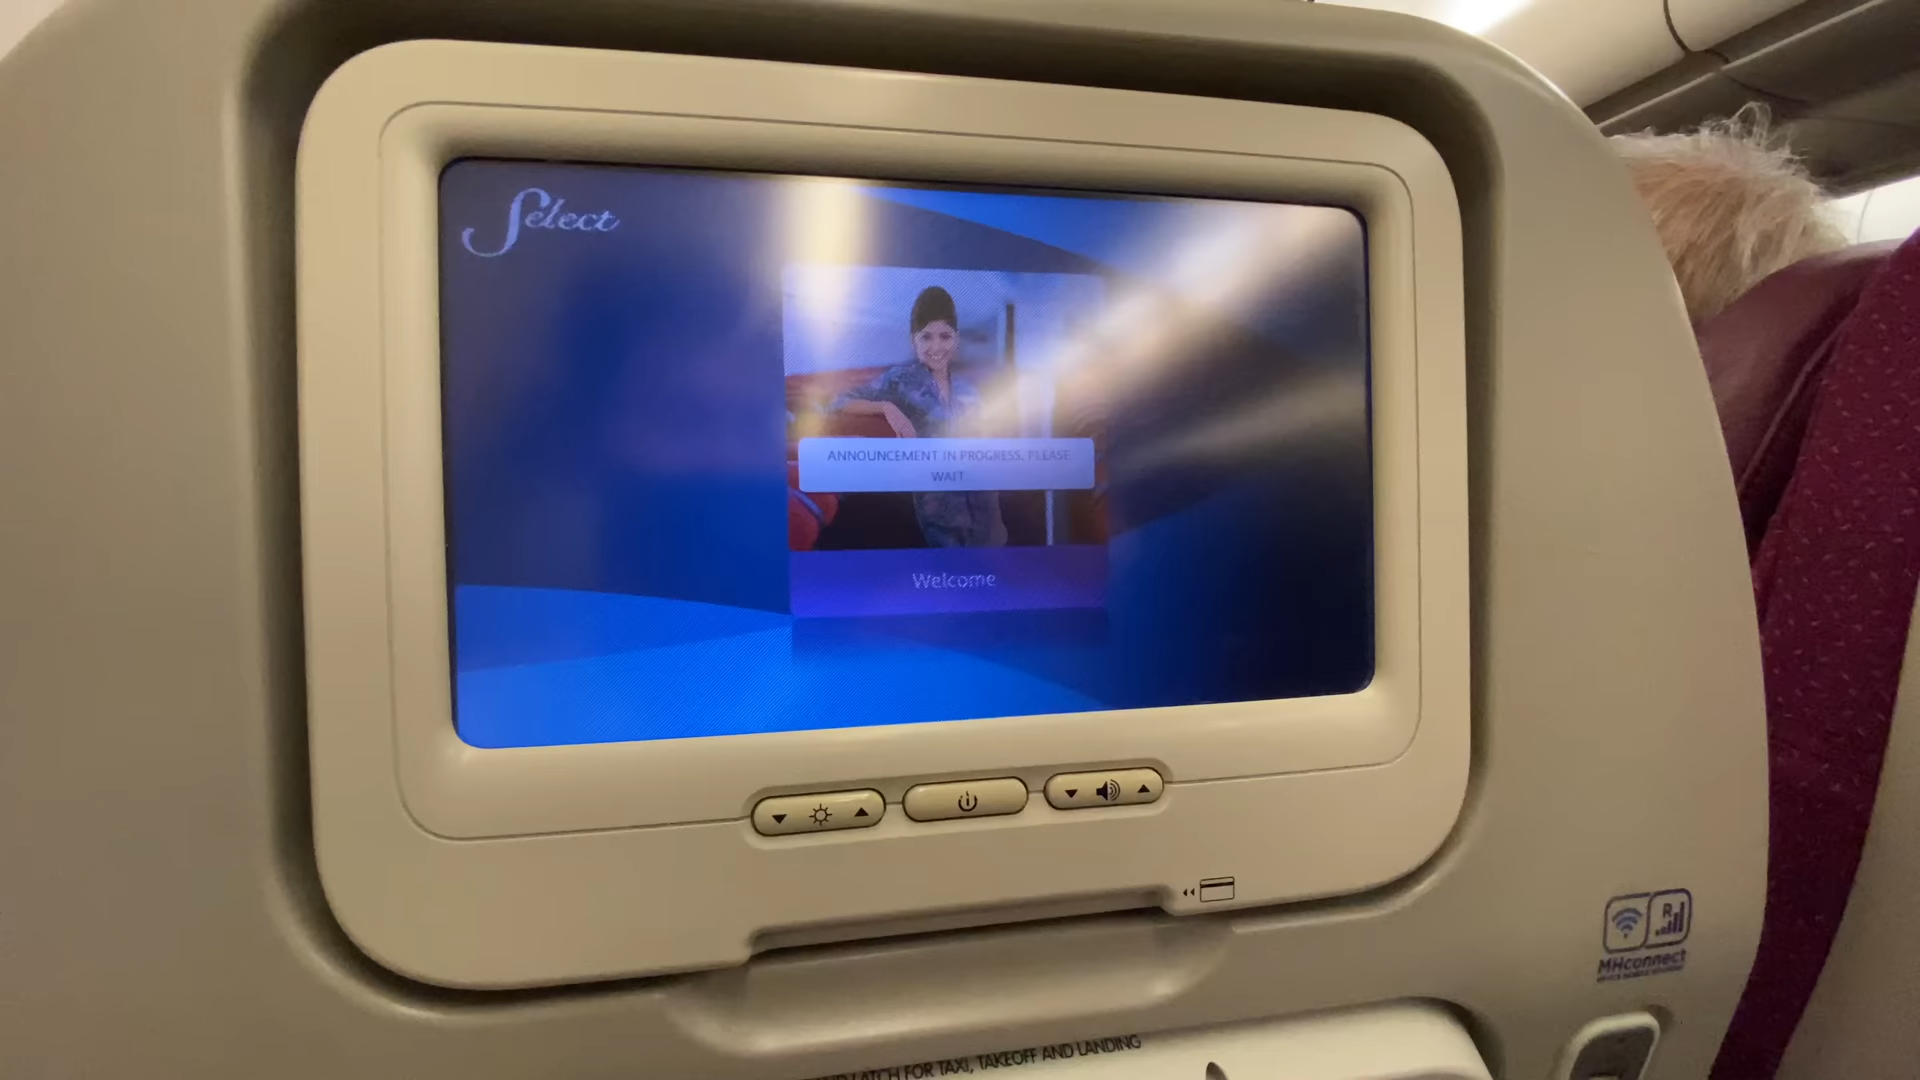 Select
ANNOUNCEMENT IN PROGRESS, PLEASE
WAIT
Welcome
R
MHconnect
LATCH FOR TAXI, TAKEOFF AND LANDING